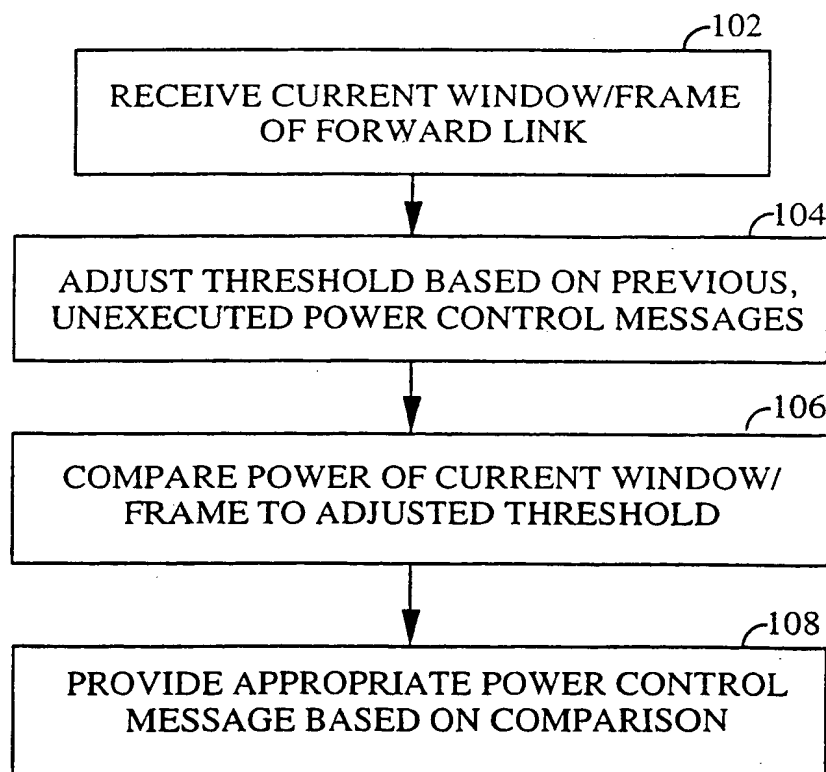 102
RECEIVE CURRENT WINDOW/FRAME
OF FORWARD LINK
104
ADJUST THRESHOLD BASED ON PREVIOUS,
UNEXECUTED POWER CONTROL MESSAGES
106
COMPARE POWER OF CURRENT WINDOW/
FRAME TO ADJUSTED THRESHOLD
108
PROVIDE APPROPRIATE POWER CONTROL
MESSAGE BASED ON COMPARISON